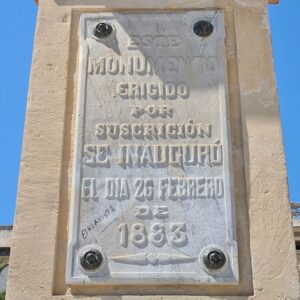 ESTE
MONUMENTO
ERIGIDO
POR
SUSCRICIÓN
SE INAUGURÓ
EL DIA 26 FEBRERO
DE
1883